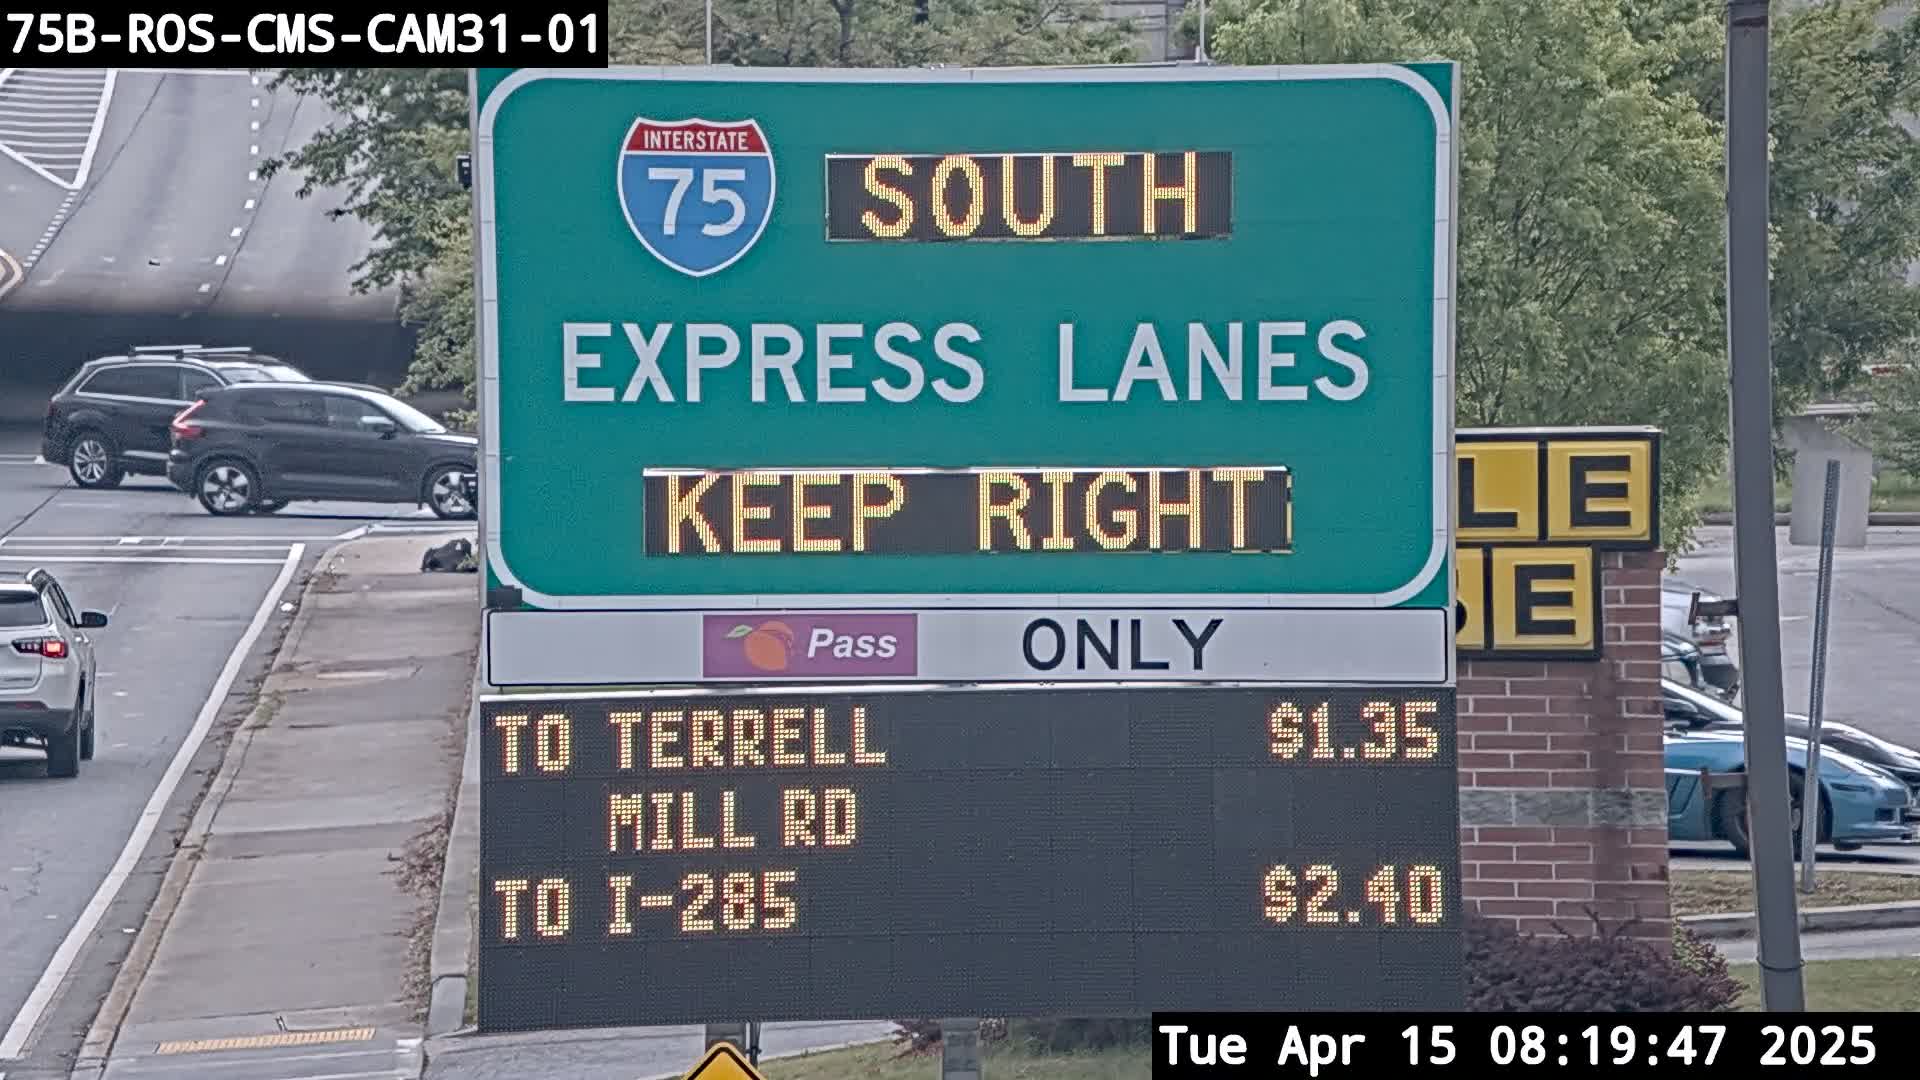 75B-ROS-CMS-CAM31-01
INTERSTATE
75
SOUTH
EXPRESS LANES
KEEP RIGHT
Pass ONLY
TO TERRELL $1.35
MILL RD
TO I-285 $2.40
LE
E
Tue Apr 15 08:19:47 2025